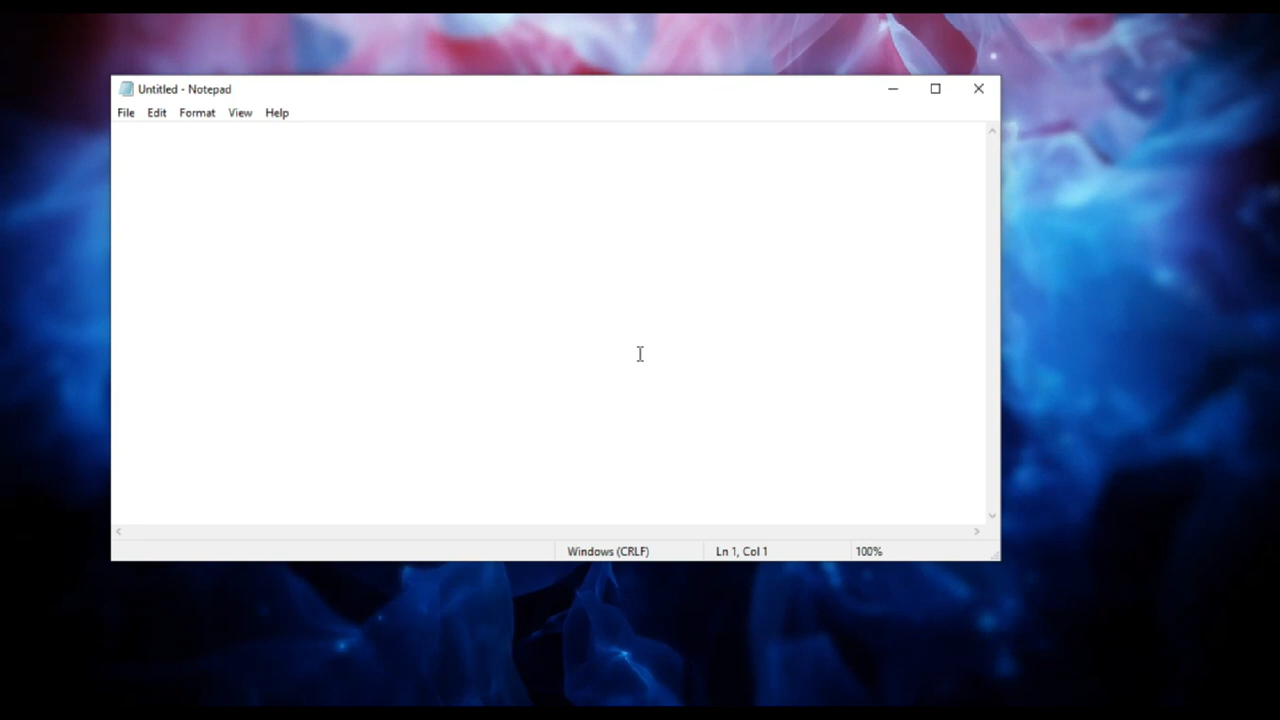 Untitled - Notepad
File Edit Format View Help
Windows (CRLF) Ln 1, Col 1 100%